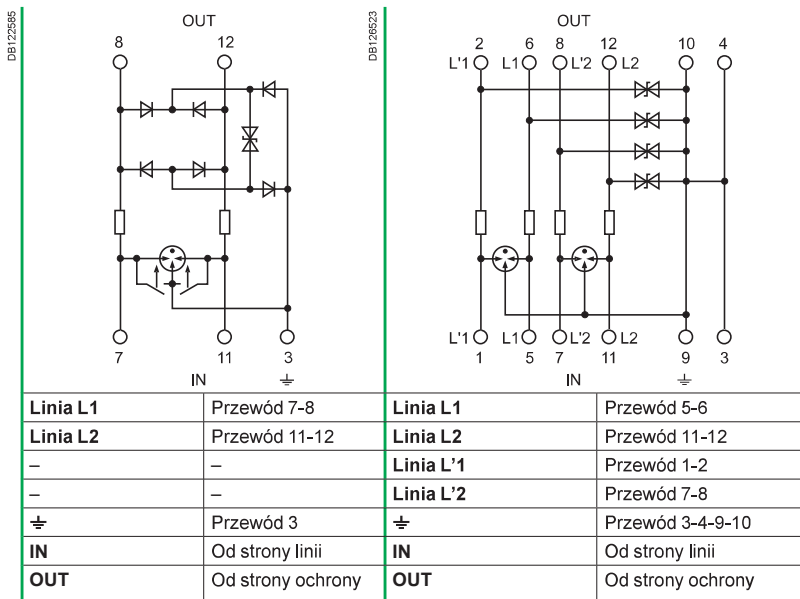 DB122585
OUT
8 12
7 11 3
IN
DB126523
OUT
2 6 8 12 10 4
L'1 L1 L'2 L2
L'1 L1 L'2 L2
1 5 7 11 9 3
IN
Linia L1 Przewód 7-8
Linia L2 Przewód 11-12
– –
– –
Przewód 3
IN Od strony linii
OUT Od strony ochrony
Linia L1 Przewód 5-6
Linia L2 Przewód 11-12
Linia L'1 Przewód 1-2
Linia L'2 Przewód 7-8
Przewód 3-4-9-10
IN Od strony linii
OUT Od strony ochrony